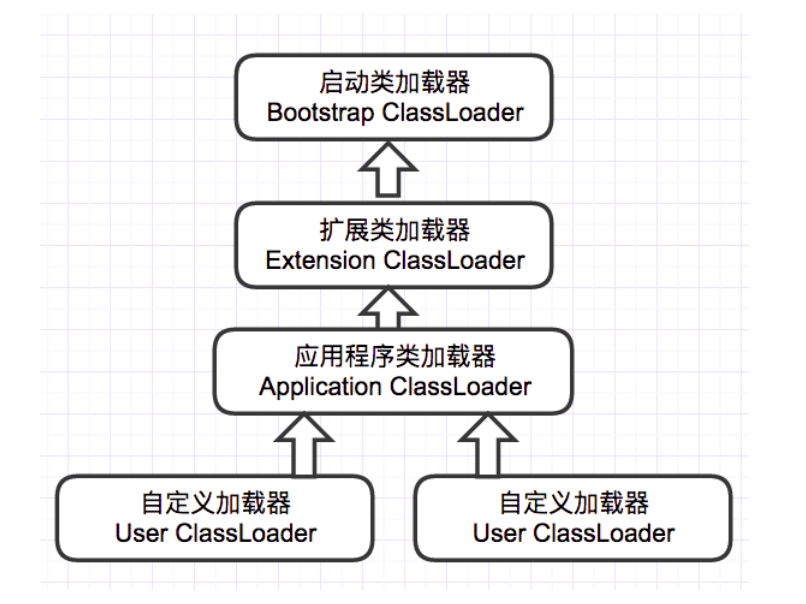 启动类加载器
Bootstrap ClassLoader
扩展类加载器
Extension ClassLoader
应用程序类加载器
Application ClassLoader
自定义加载器
User ClassLoader
自定义加载器
User ClassLoader